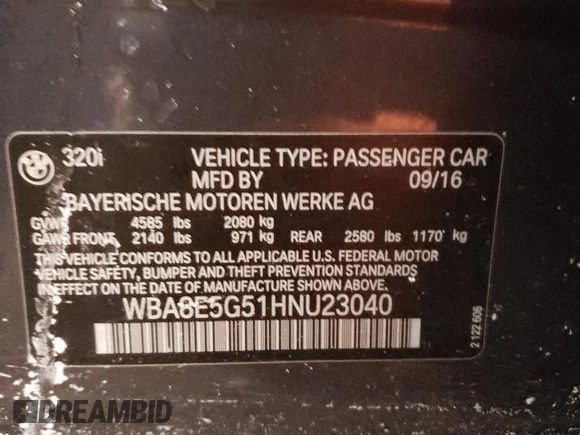 320i VEHICLE TYPE: PASSENGER CAR
MFD BY 09/16
BAYERISCHE MOTOREN WERKE AG
GVWR 4585 lbs 2080 kg
GAWR FRONT 2140 lbs 971 kg REAR 2580 lbs 1170 kg
THIS VEHICLE CONFORMS TO ALL APPLICABLE U.S. FEDERAL MOTOR
VEHICLE SAFETY, BUMPER AND THEFT PREVENTION STANDARDS
IN EFFECT ON THE DATE OF MANUFACTURE SHOWN ABOVE.
WBA8E5G51HNU23040
2 122 606
DREAMBID